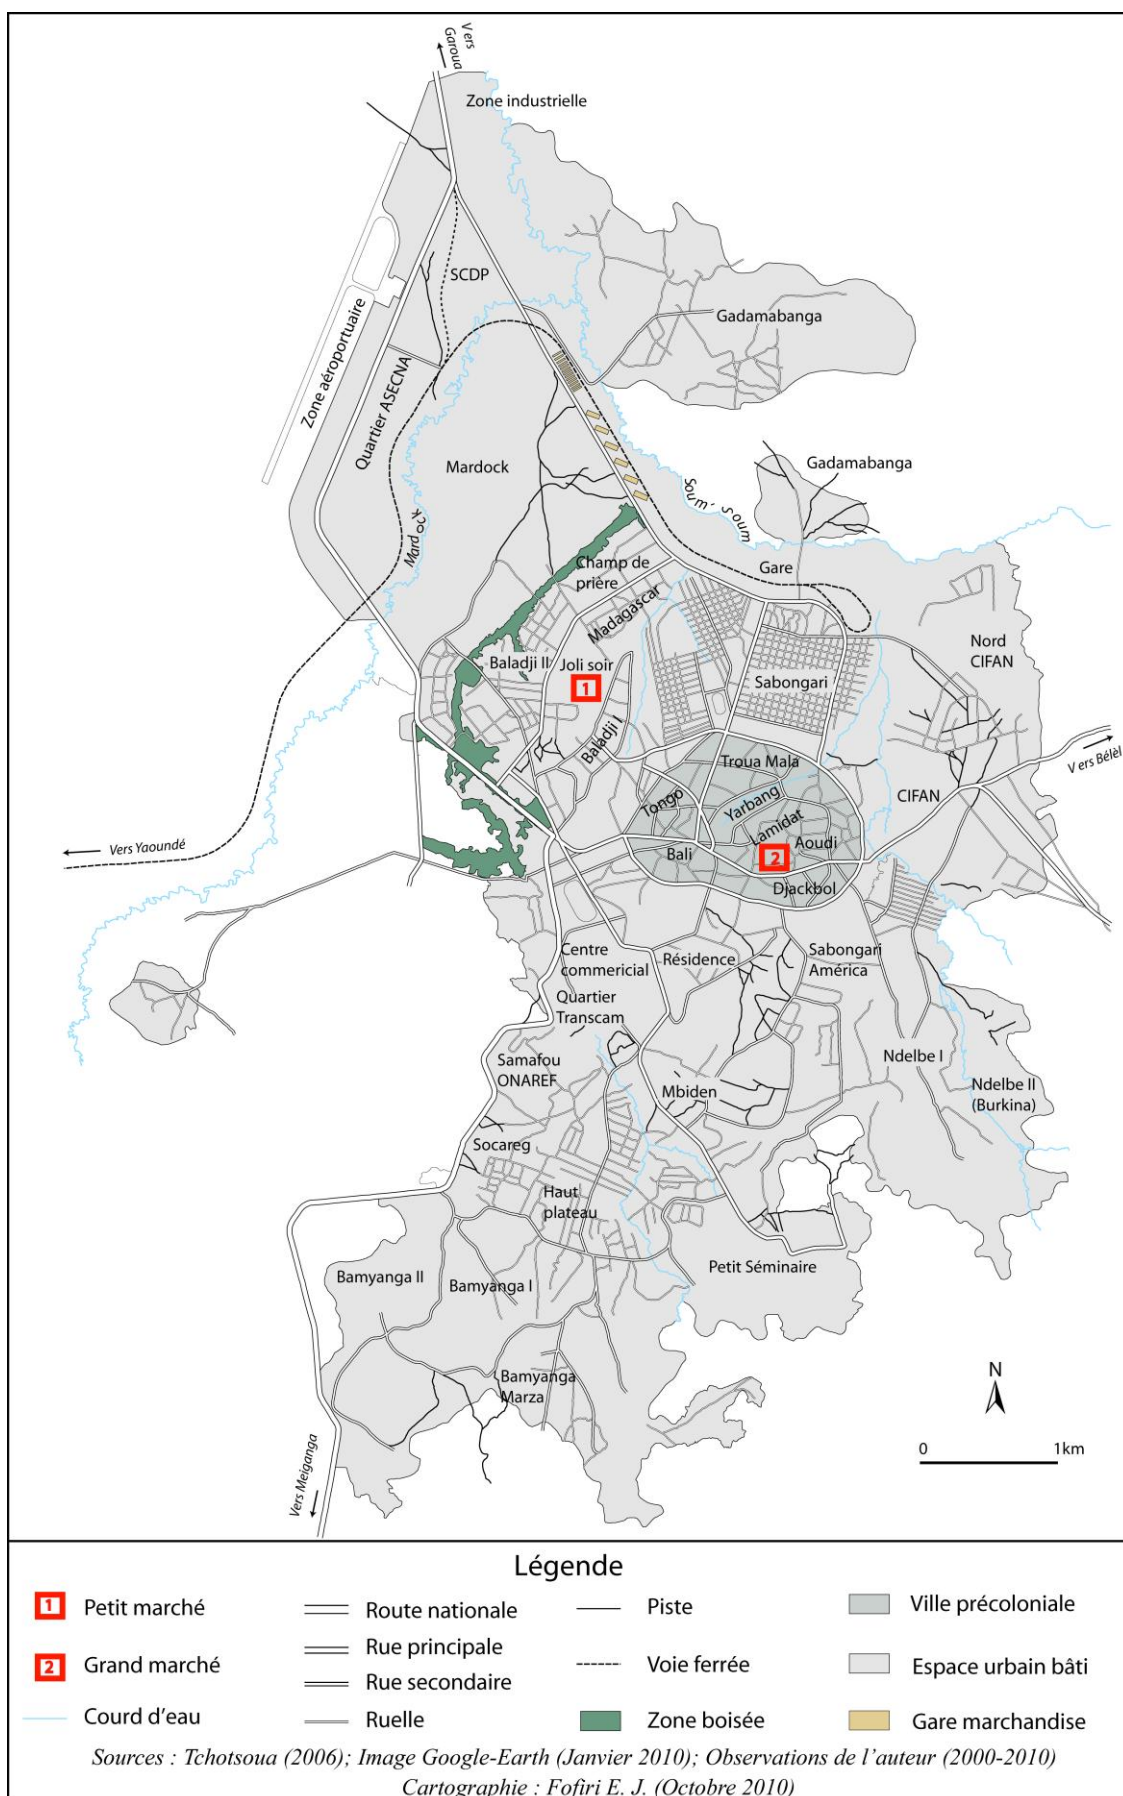 Vers
Garoua
Zone industrielle
SCDP
Zone aéroportuaire
Quartier ASECNA
Gadamabanga
Mardock
Gadamabanga
Soum' Soum
Mardock
Gare
Champ de
prière
Madagascar
Nord
CIFAN
Baladji II
Joli soir
1
Sabongari
Baladji I
Vers Bélèl
Troua Mala
CIFAN
Tongo
Yarbang
Lamidat
Aoudi
Vers Yaoundé
Bali
2
Djackbol
Centre
commericial
Résidence
Sabongari
América
Quartier
Transcam
Samafou
ONAREF
Ndelbe I
Mbiden
Ndelbe II
(Burkina)
Socareg
Haut
plateau
Petit Séminaire
Bamyanga II
Bamyanga I
Bamyanga
Marza
N
0 1km
Vers Meiganga
Légende
1 Petit marché
Route nationale
Piste
Ville précoloniale
Rue principale
2 Grand marché
Rue secondaire
Voie ferrée
Espace urbain bâti
Courd d'eau
Ruelle
Zone boisée
Gare marchandise
Sources : Tchotsoua (2006); Image Google-Earth (Janvier 2010); Observations de l'auteur (2000-2010)
Cartographie : Fofiri E. J. (Octobre 2010)